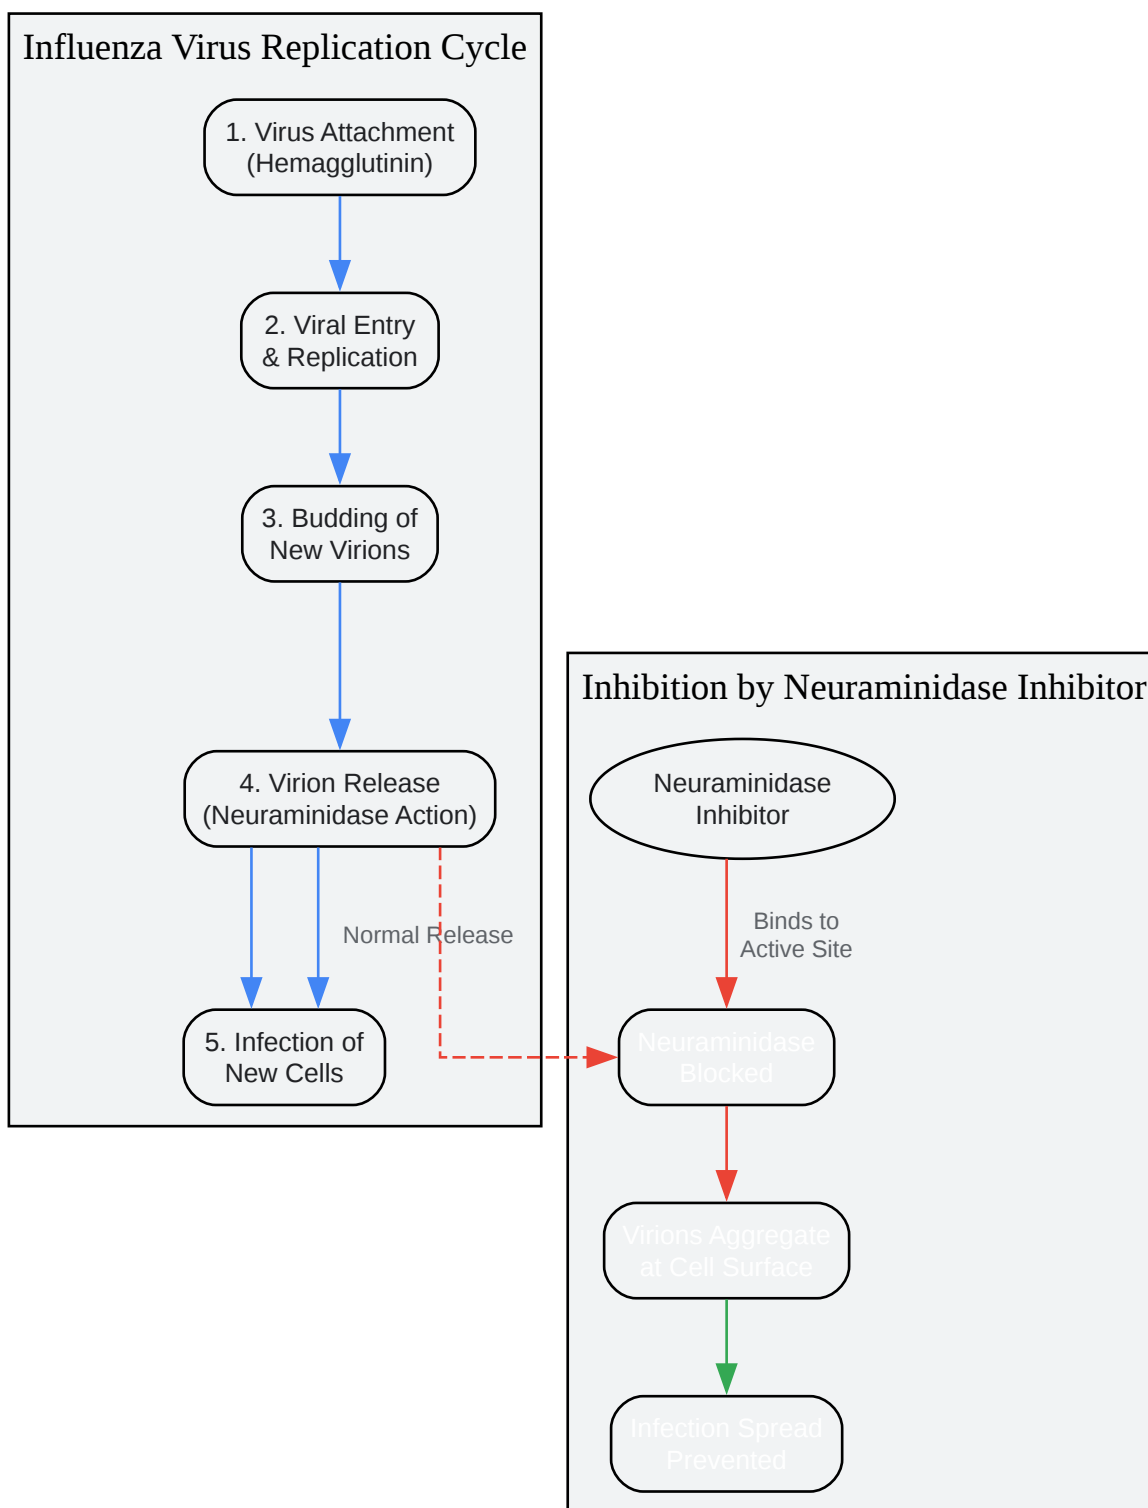 Influenza Virus Replication Cycle
1. Virus Attachment
(Hemagglutinin)
2. Viral Entry
& Replication
3. Budding of
New Virions
4. Virion Release
(Neuraminidase Action)
Normal Release
5. Infection of
New Cells
Inhibition by Neuraminidase Inhibitor
Neuraminidase
Inhibitor
Binds to
Active Site
Neuraminidase
Blocked
Virions Aggregate
at Cell Surface
Infection Spread
Prevented